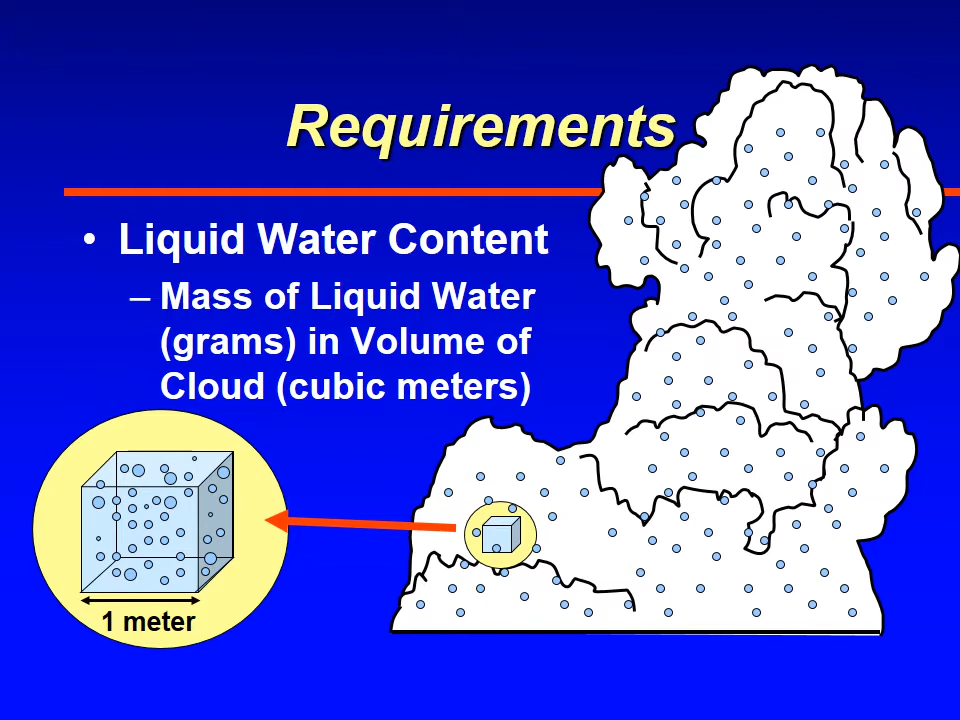 Requirements
• Liquid Water Content
– Mass of Liquid Water
(grams) in Volume of
Cloud (cubic meters)
1 meter